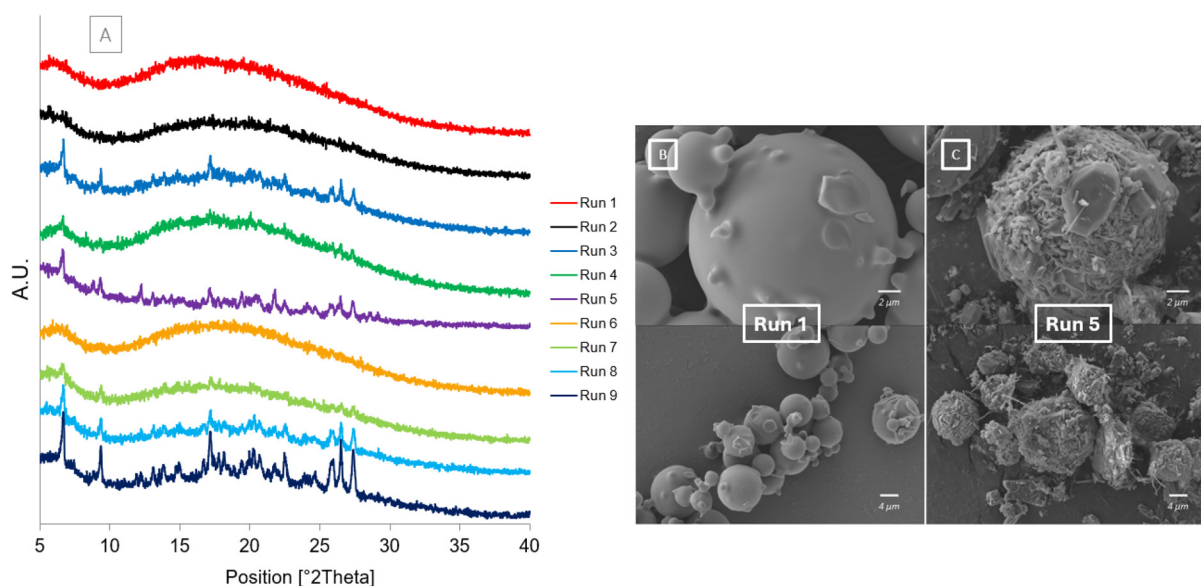 A
A.U.
5 10 15 20 25 30 35 40
Position [°2Theta]
Run 1
Run 2
Run 3
Run 4
Run 5
Run 6
Run 7
Run 8
Run 9
B
2 µm
C
2 µm
Run 1
Run 5
4 µm
4 µm